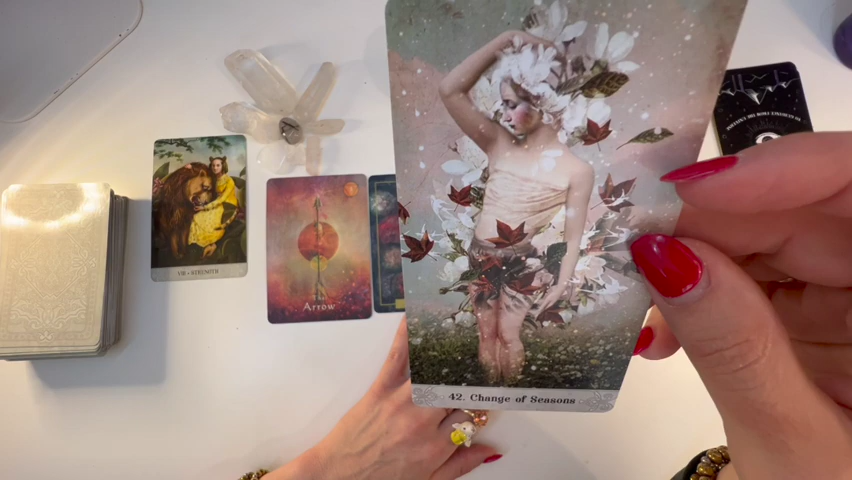 VIII • STRENGTH
Arrow
42. Change of Seasons